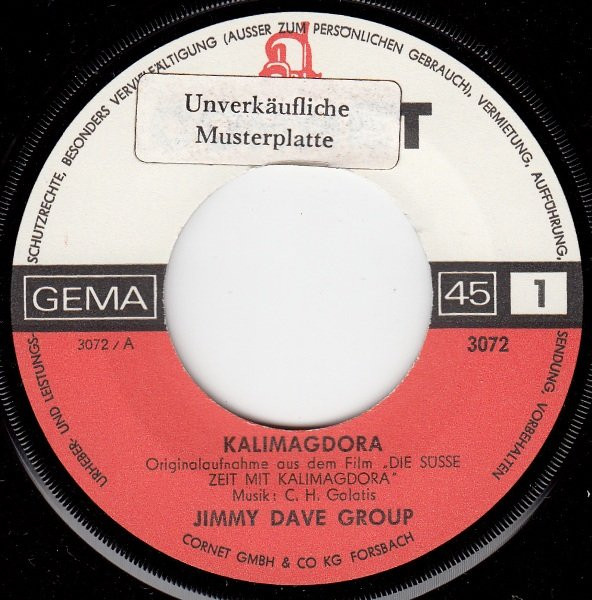 SCHUTZRECHTE, BESONDERS VERVIELFÄLTIGUNG (AUSSER ZUM PERSÖNLICHEN GEBRAUCH), VERMIETUNG, AUFFÜHRUNG,
Unverkäufliche
Musterplatte
T
GEMA
45
1
3072/A
3072
URHEBER- UND LEISTUNGS-
SENDUNG, VORBEHALTEN
KALIMAGDORA
Originalaufnahme aus dem Film „DIE SÜSSE
ZEIT MIT KALIMAGDORA"
Musik: C. H. Golatis
JIMMY DAVE GROUP
CORNET GMBH & CO KG FORSBACH